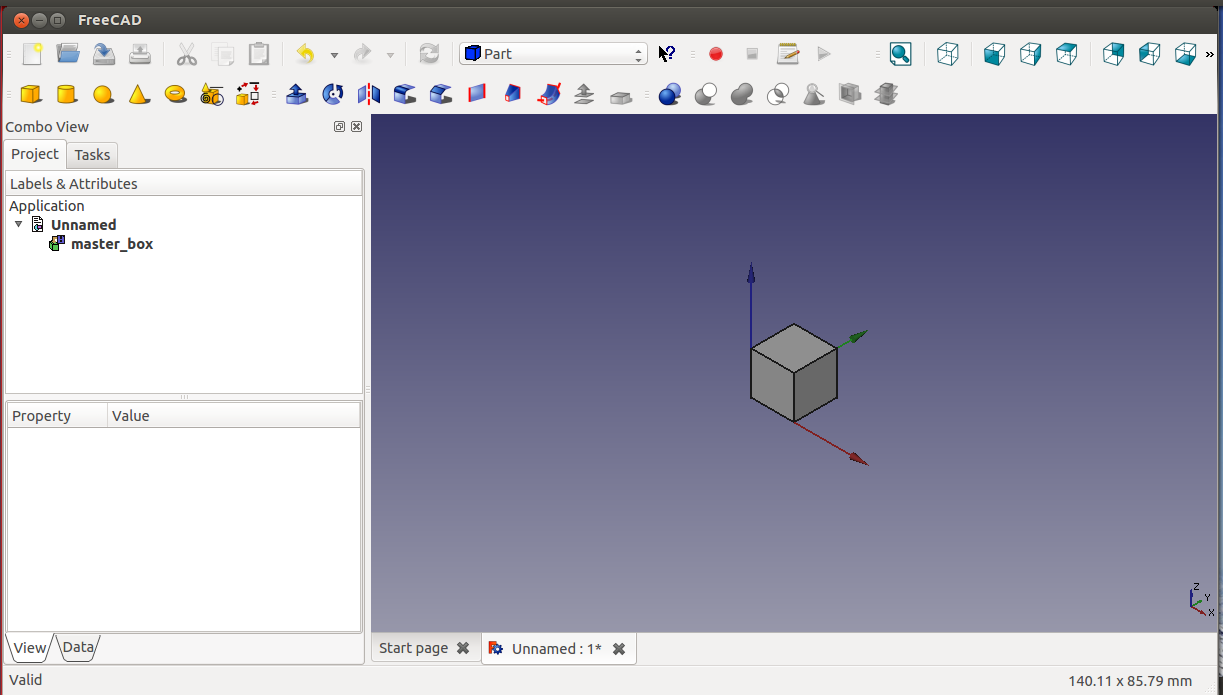 FreeCAD
Part
Combo View
Project Tasks
Labels & Attributes
Application
Unnamed
master_box
Property Value
View Data
Z
Y
X
Start page Unnamed : 1*
Valid 140.11 x 85.79 mm